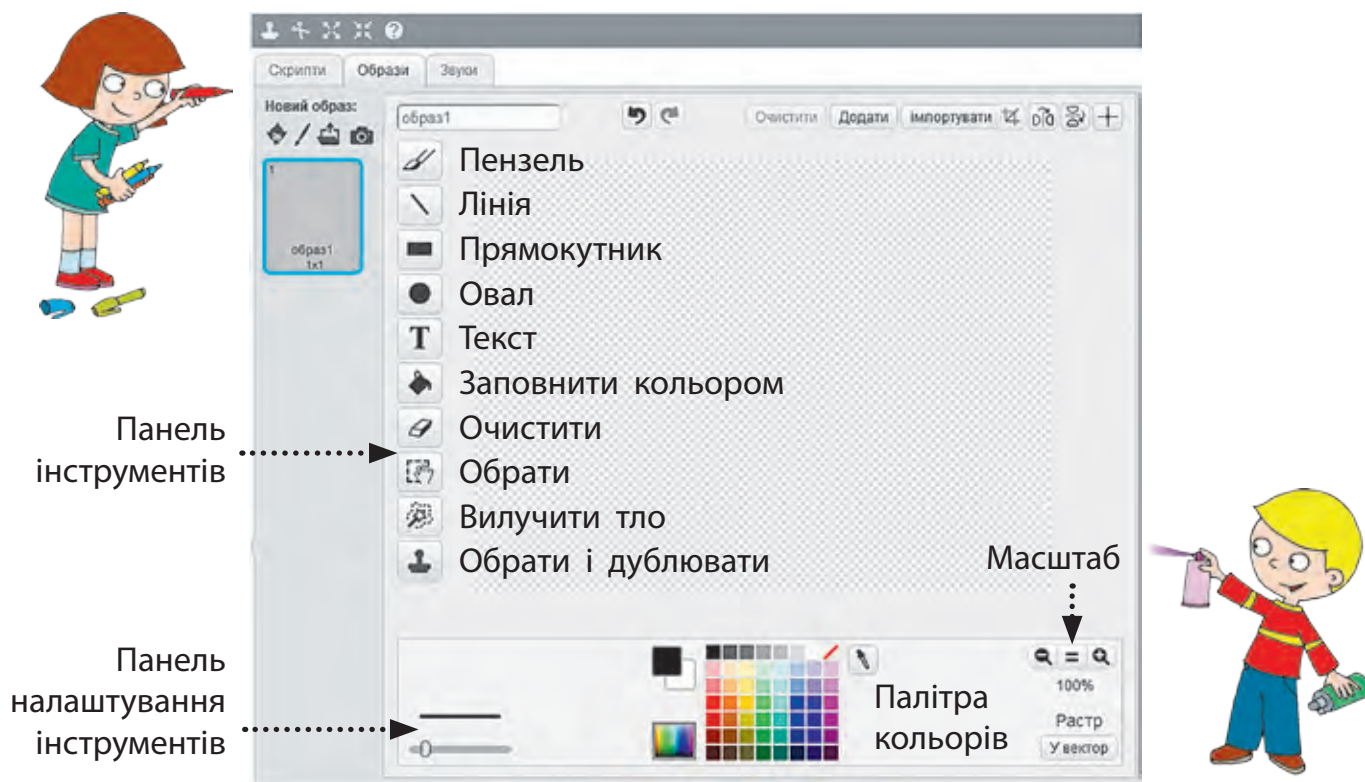 Скрипти Образи Звуки
Новий образ:
образ1
Очистити Додати Імпортувати
1
образ1
1x1
Пензель
Лінія
Прямокутник
Овал
T Текст
Заповнити кольором
Очистити
Обрати
Вилучити тло
Обрати і дублювати
Панель
інструментів
Масштаб
Панель
налаштування
інструментів
Палітра
кольорів
100%
Растр
У вектор